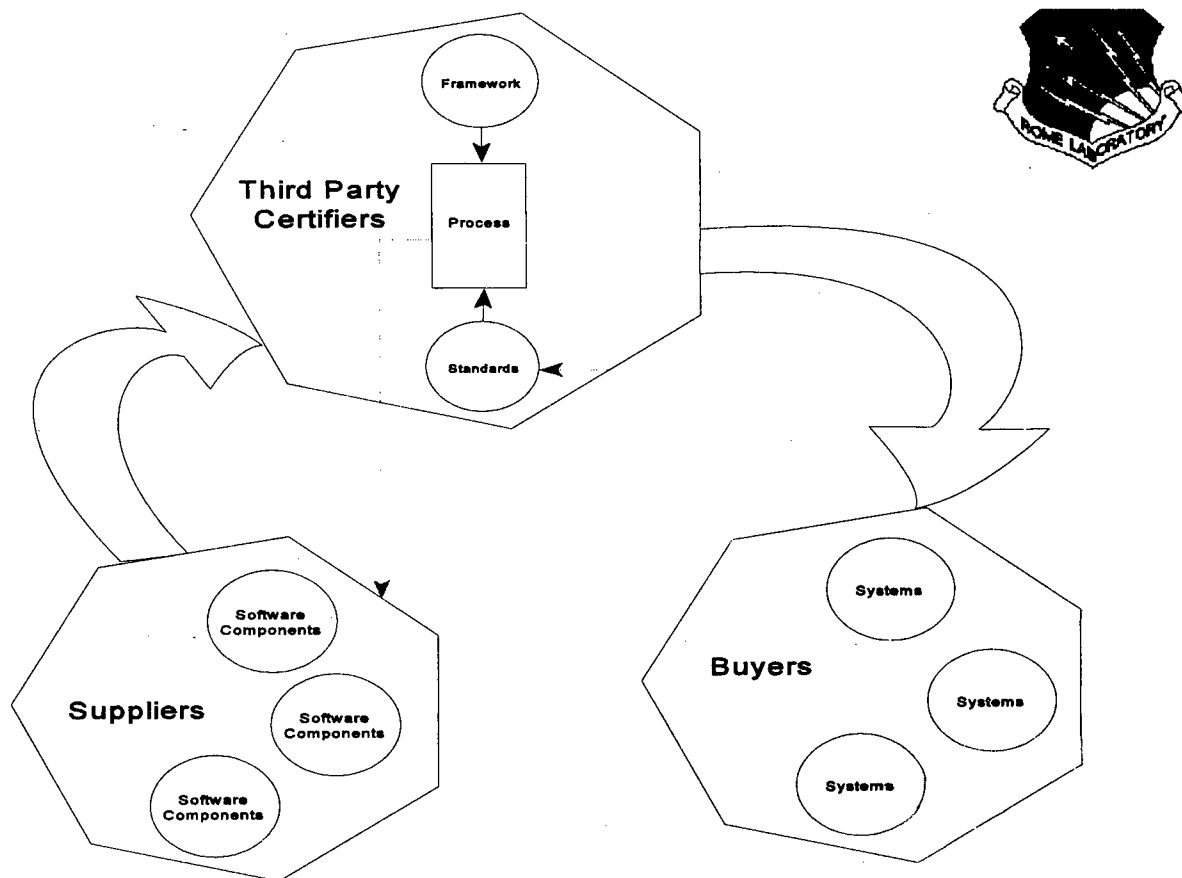 Framework
ROME LABORATORY
Third Party
Certifiers
Process
Standards
Software
Components
Systems
Suppliers
Software
Components
Buyers
Systems
Software
Components
Systems